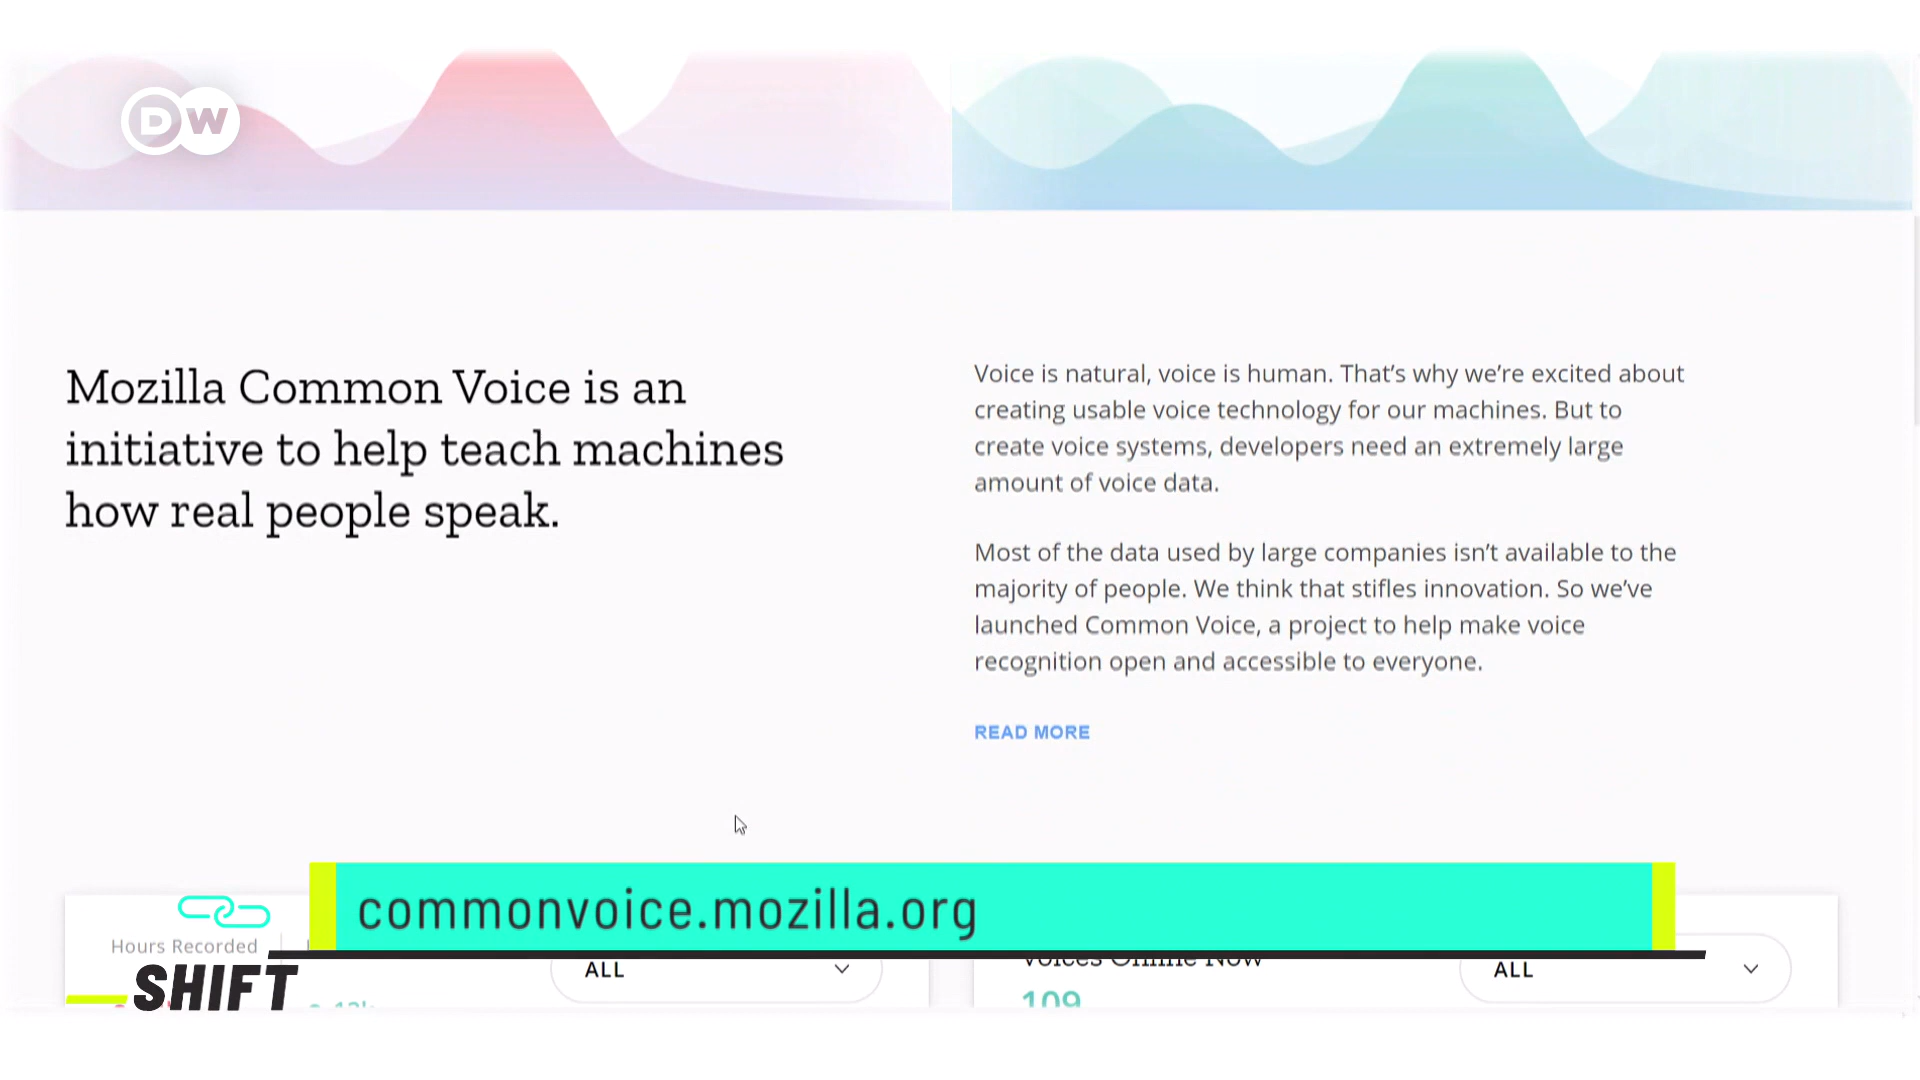 DW
Mozilla Common Voice is an
initiative to help teach machines
how real people speak.
Voice is natural, voice is human. That's why we're excited about
creating usable voice technology for our machines. But to
create voice systems, developers need an extremely large
amount of voice data.
Most of the data used by large companies isn't available to the
majority of people. We think that stifles innovation. So we've
launched Common Voice, a project to help make voice
recognition open and accessible to everyone.
READ MORE
commonvoice.mozilla.org
Hours Recorded
ALL
Voices Online Now
ALL
109
SHIFT